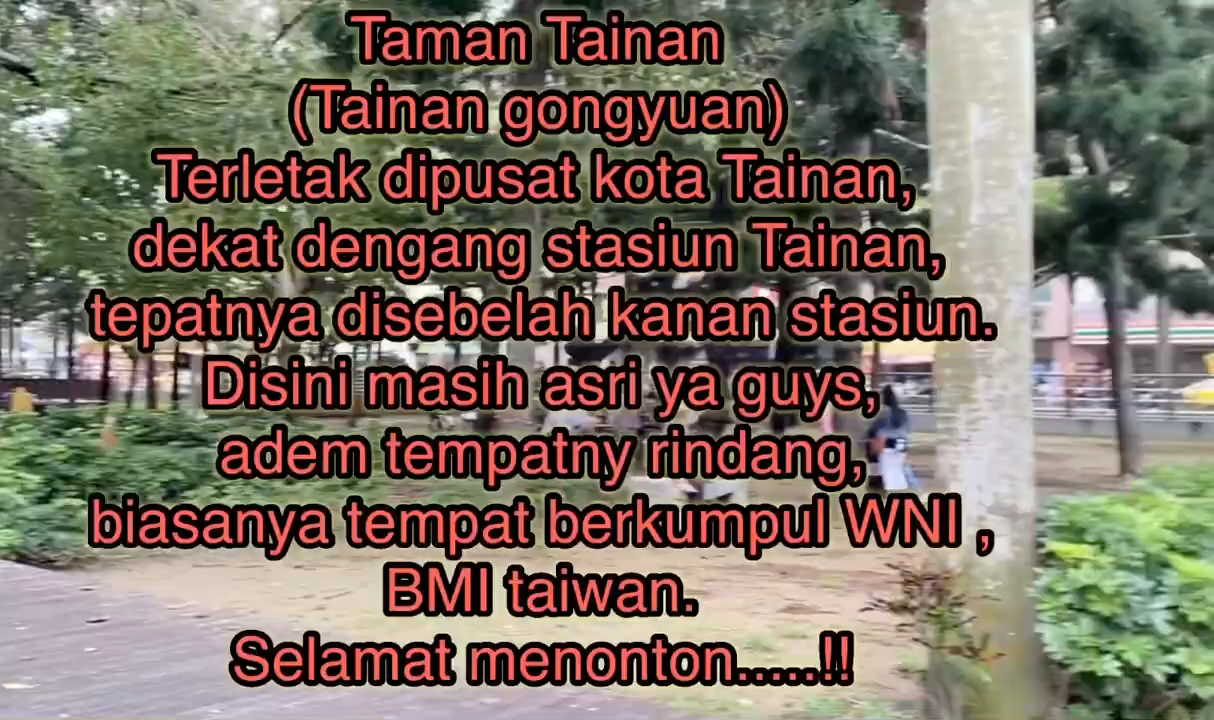 Taman Tainan
(Tainan gongyuan)
Terletak dipusat kota Tainan,
dekat dengang stasiun Tainan,
tepatnya disebelah kanan stasiun.
Disini masih asri ya guys,
adem tempatny rindang,
biasanya tempat berkumpul WNI ,
BMI taiwan.
Selamat menonton.....!!